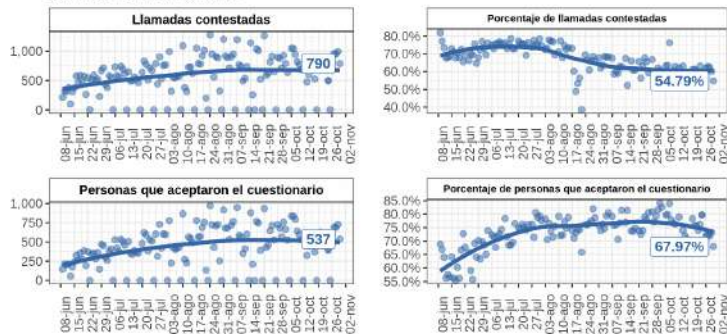 Llamadas contestadas
1,000
500
0
790
08-jun
15-jun
22-jun
29-jun
06-jul
13-jul
20-jul
27-jul
03-ago
10-ago
17-ago
24-ago
31-ago
07-sep
14-sep
21-sep
28-sep
05-oct
12-oct
19-oct
26-oct
02-nov
Porcentaje de llamadas contestadas
80.0%
70.0%
60.0%
50.0%
40.0%
54.79%
08-jun
15-jun
22-jun
29-jun
06-jul
13-jul
20-jul
27-jul
03-ago
10-ago
17-ago
24-ago
31-ago
07-sep
14-sep
21-sep
28-sep
05-oct
12-oct
19-oct
26-oct
02-nov
Personas que aceptaron el cuestionario
1,000
750
500
250
0
537
08-jun
15-jun
22-jun
29-jun
06-jul
13-jul
20-jul
27-jul
03-ago
10-ago
17-ago
24-ago
31-ago
07-sep
14-sep
21-sep
28-sep
05-oct
12-oct
19-oct
26-oct
02-nov
Porcentaje de personas que aceptaron el cuestionario
85.0%
80.0%
75.0%
70.0%
65.0%
60.0%
55.0%
67.97%
08-jun
15-jun
22-jun
29-jun
06-jul
13-jul
20-jul
27-jul
03-ago
10-ago
17-ago
24-ago
31-ago
07-sep
14-sep
21-sep
28-sep
05-oct
12-oct
19-oct
26-oct
02-nov